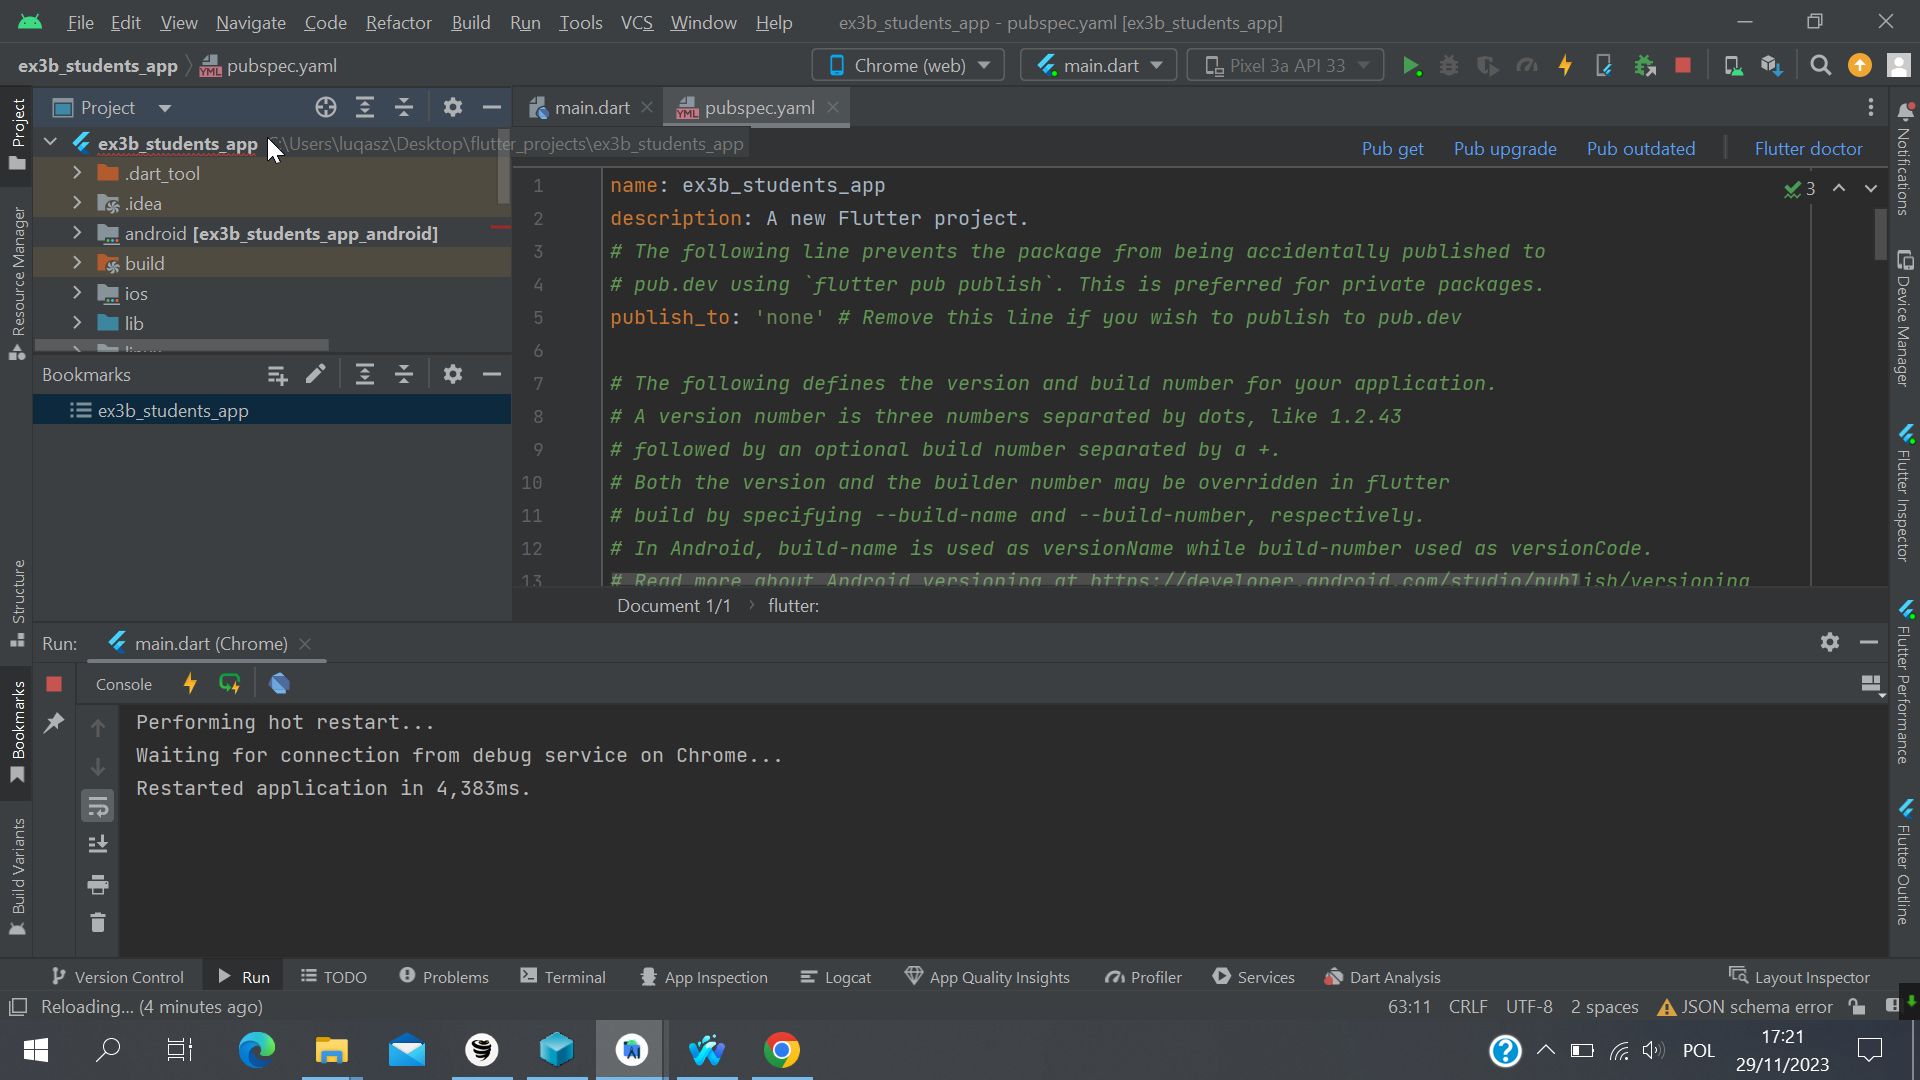 File Edit View Navigate Code Refactor Build Run Tools VCS Window Help ex3b_students_app - pubspec.yaml [ex3b_students_app]
ex3b_students_app pubspec.yaml Chrome (web) main.dart Pixel 3a API 33
Project
main.dart pubspec.yaml
ex3b_students_app \Users\luqasz\Desktop\flutter_projects\ex3b_students_app
Pub get Pub upgrade Pub outdated Flutter doctor
.dart_tool
.idea
android [ex3b_students_app_android]
build
ios
lib
linux
Bookmarks
ex3b_students_app
3
1 name: ex3b_students_app
2 description: A new Flutter project.
3 # The following line prevents the package from being accidentally published to
4 # pub.dev using `flutter pub publish`. This is preferred for private packages.
5 publish_to: 'none' # Remove this line if you wish to publish to pub.dev
6
7 # The following defines the version and build number for your application.
8 # A version number is three numbers separated by dots, like 1.2.43
9 # followed by an optional build number separated by a +.
10 # Both the version and the builder number may be overridden in flutter
11 # build by specifying --build-name and --build-number, respectively.
12 # In Android, build-name is used as versionName while build-number used as versionCode.
13 # Read more about Android versioning at https://developer.android.com/studio/publish/versioning
Document 1/1 flutter:
Run: main.dart (Chrome)
Console
Performing hot restart...
Waiting for connection from debug service on Chrome...
Restarted application in 4,383ms.
Project
Resource Manager
Structure
Bookmarks
Build Variants
Notifications
Device Manager
Flutter Inspector
Flutter Performance
Flutter Outline
Version Control Run TODO Problems Terminal App Inspection Logcat App Quality Insights Profiler Services Dart Analysis Layout Inspector
Reloading... (4 minutes ago) 63:11 CRLF UTF-8 2 spaces JSON schema error
POL
17:21
29/11/2023